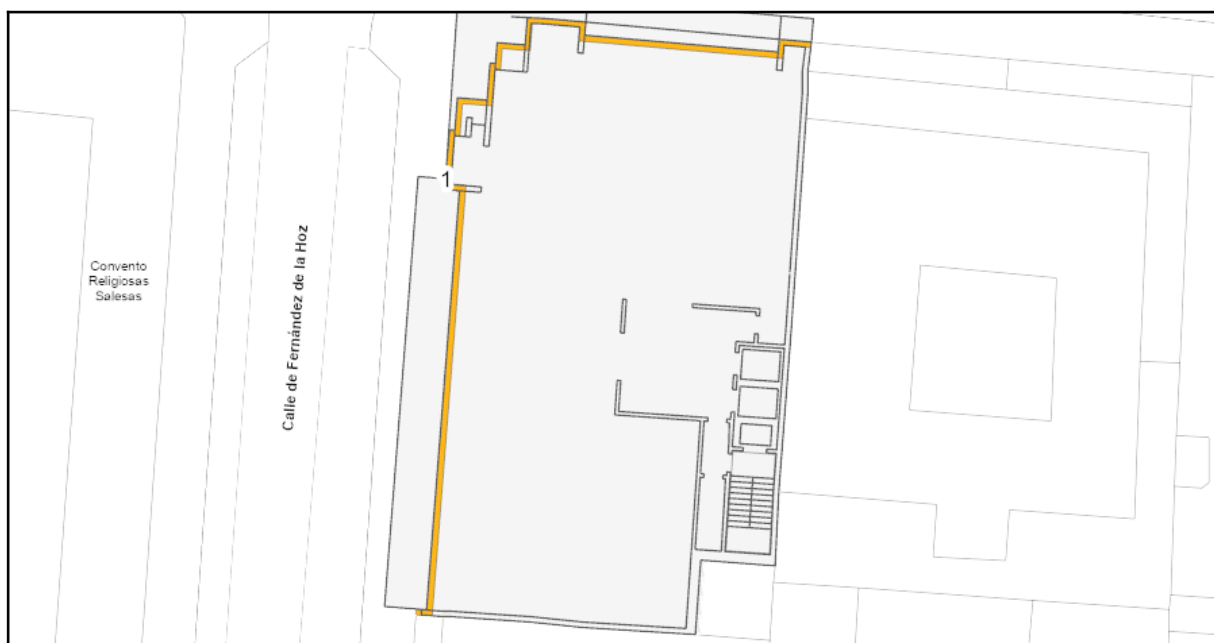 1
Convento
Religiosas
Salesas
Calle de Fernández de la Hoz